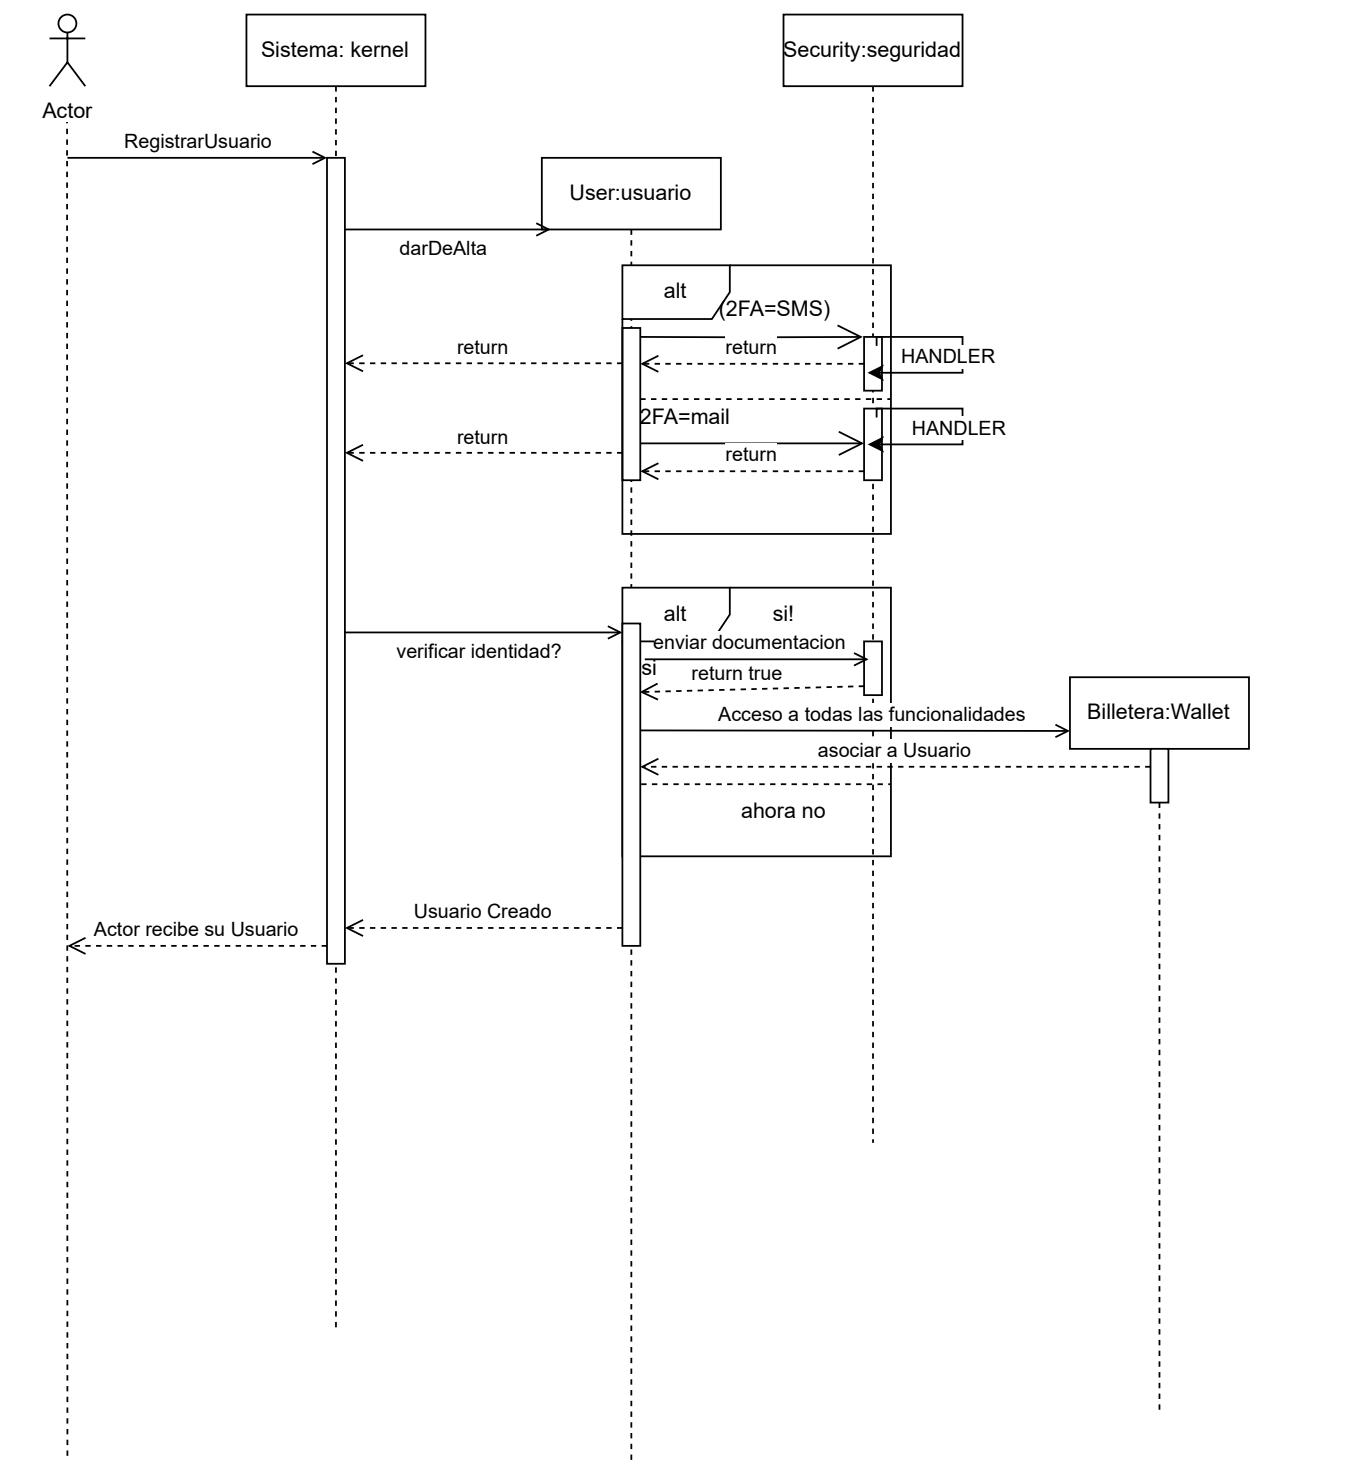 Sistema: kernel
Security:seguridad
Actor
RegistrarUsuario
User:usuario
darDeAlta
alt
(2FA=SMS)
return
return
HANDLER
2FA=mail
HANDLER
return
return
alt
si!
enviar documentacion
verificar identidad?
si
return true
Acceso a todas las funcionalidades
Billetera:Wallet
asociar a Usuario
ahora no
Usuario Creado
Actor recibe su Usuario